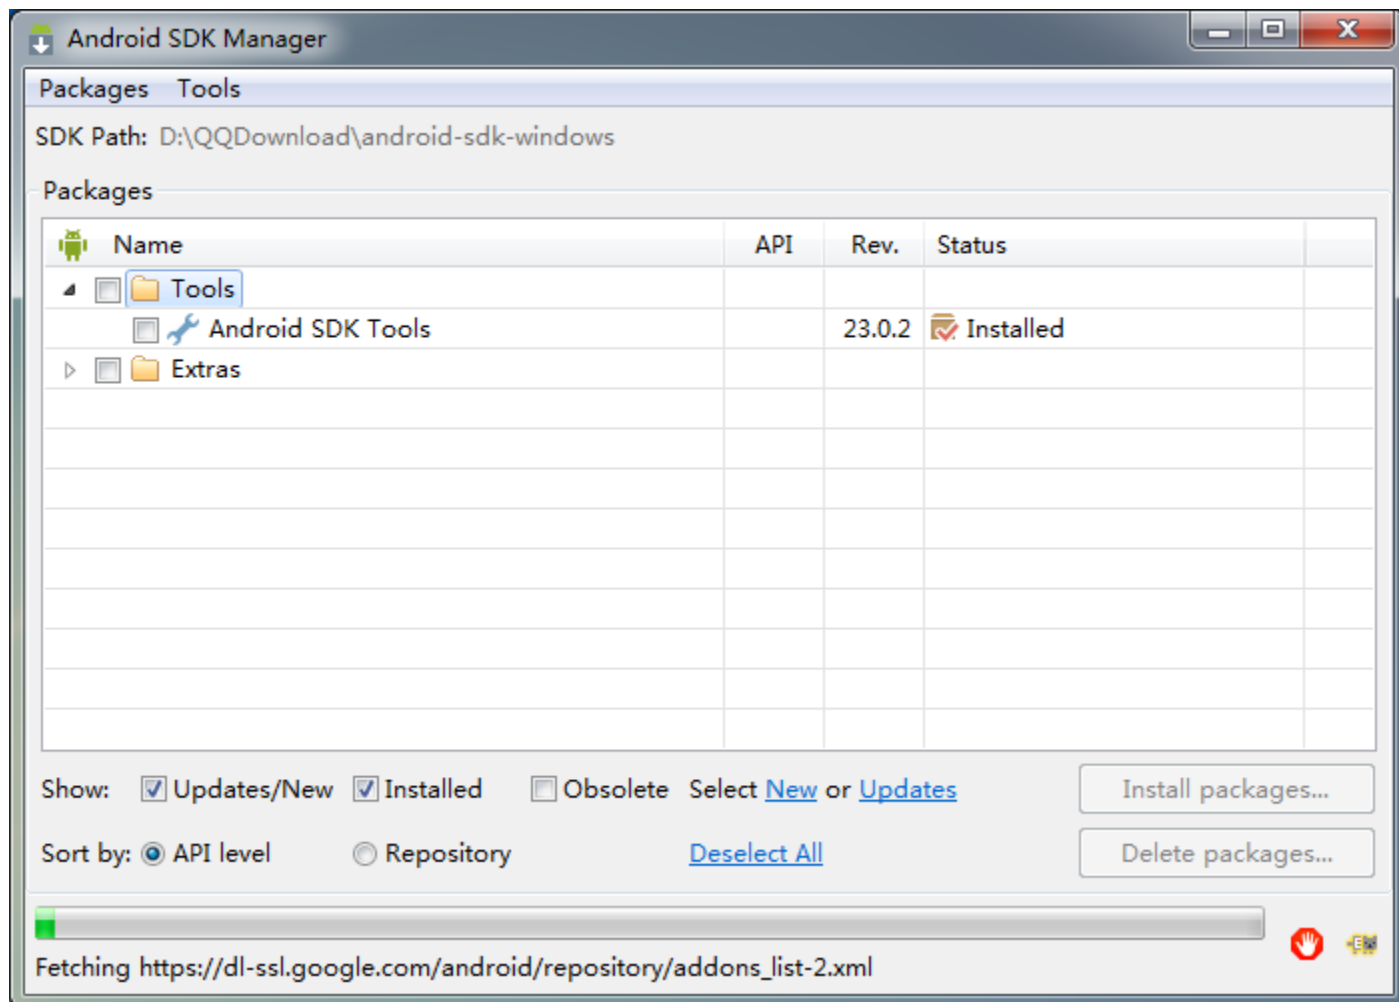 Android SDK Manager
Packages Tools
SDK Path: D:\QQDownload\android-sdk-windows
Packages
Name API Rev. Status
Tools
Android SDK Tools 23.0.2 Installed
Extras
Show: Updates/New Installed Obsolete Select New or Updates Install packages...
Sort by: API level Repository Deselect All Delete packages...
Fetching https://dl-ssl.google.com/android/repository/addons_list-2.xml